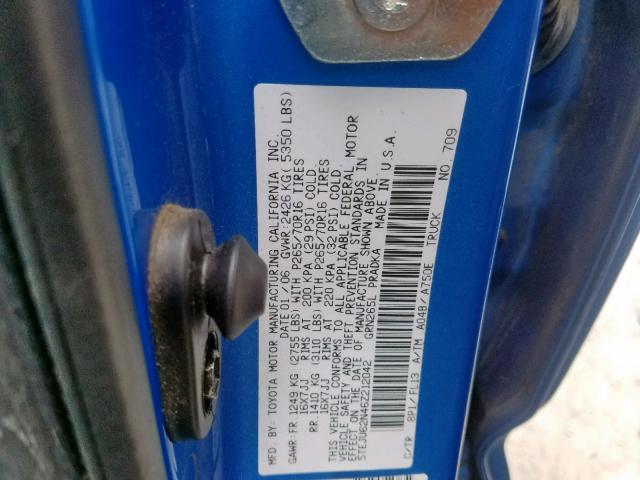 MFD. BY: TOYOTA MOTOR MANUFACTURING CALIFORNIA INC.
DATE: 01/06 GVWR: 2426 KG( 5350 LBS)
GAWR: FR 1249 KG (2755 LBS) WITH P265/70R16 TIRES
16X7JJ RIMS AT 200 KPA (29 PSI) COLD
RR 1410 KG (3110 LBS) WITH P265/70R16 TIRES
16X7JJ RIMS AT 220 KPA (32 PSI) COLD
THIS VEHICLE CONFORMS TO ALL APPLICABLE FEDERAL MOTOR
VEHICLE SAFETY AND THEFT PREVENTION STANDARDS IN
EFFECT ON THE DATE OF MANUFACTURE SHOWN ABOVE.
5TEJU62N46Z212042 GRN265L PRADKA MADE IN U.S.A.
C/TR 8P1/FL13 A/TM A04B/A750E TRUCK NO. 709